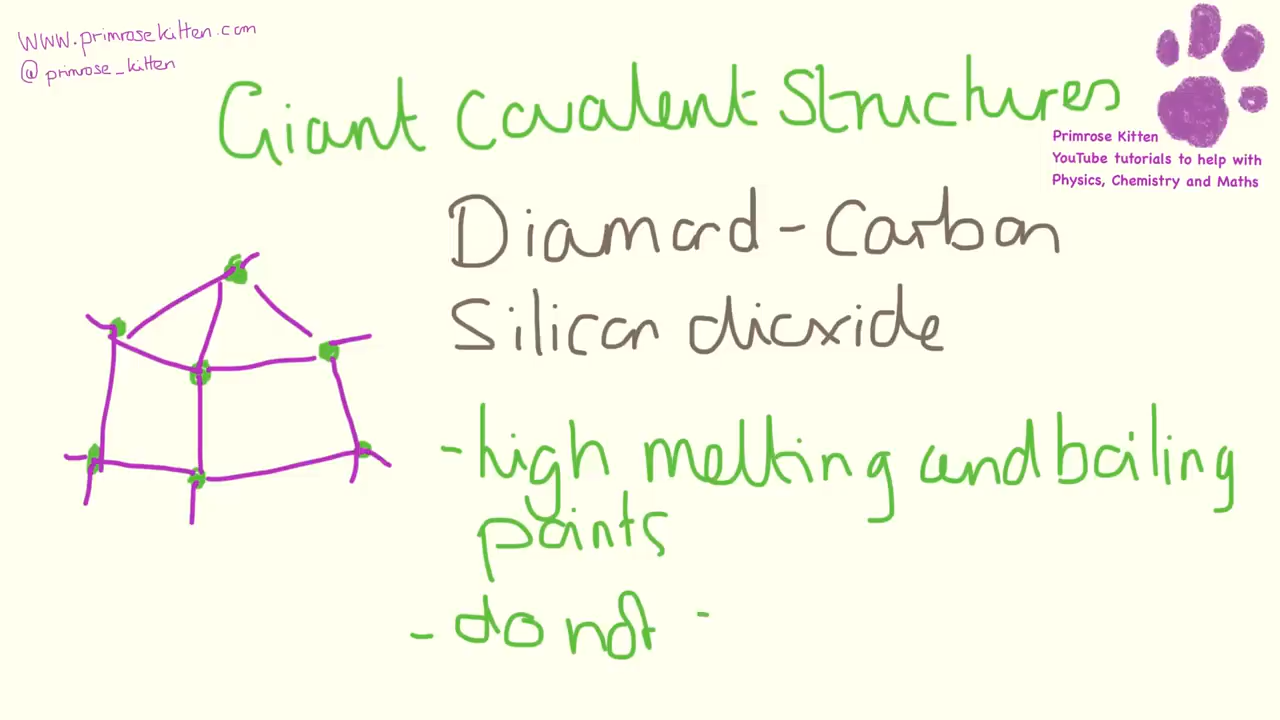 www.primrosekitten.com
@primrose_kitten
Giant Covalent Structures
Primrose Kitten
YouTube tutorials to help with
Physics, Chemistry and Maths
Diamond - Carbon
Silicon dioxide
- high melting and boiling
points
- do not -